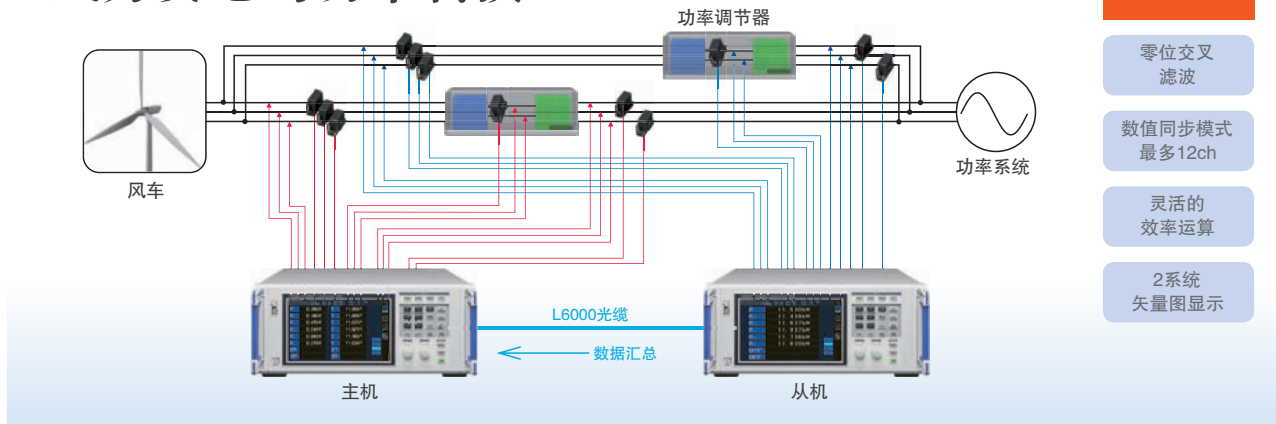 功率调节器
零位交叉
滤波
数值同步模式
最多12ch
风车
功率系统
灵活的
效率运算
2系统
矢量图显示
L6000光缆
数据汇总
主机
从机